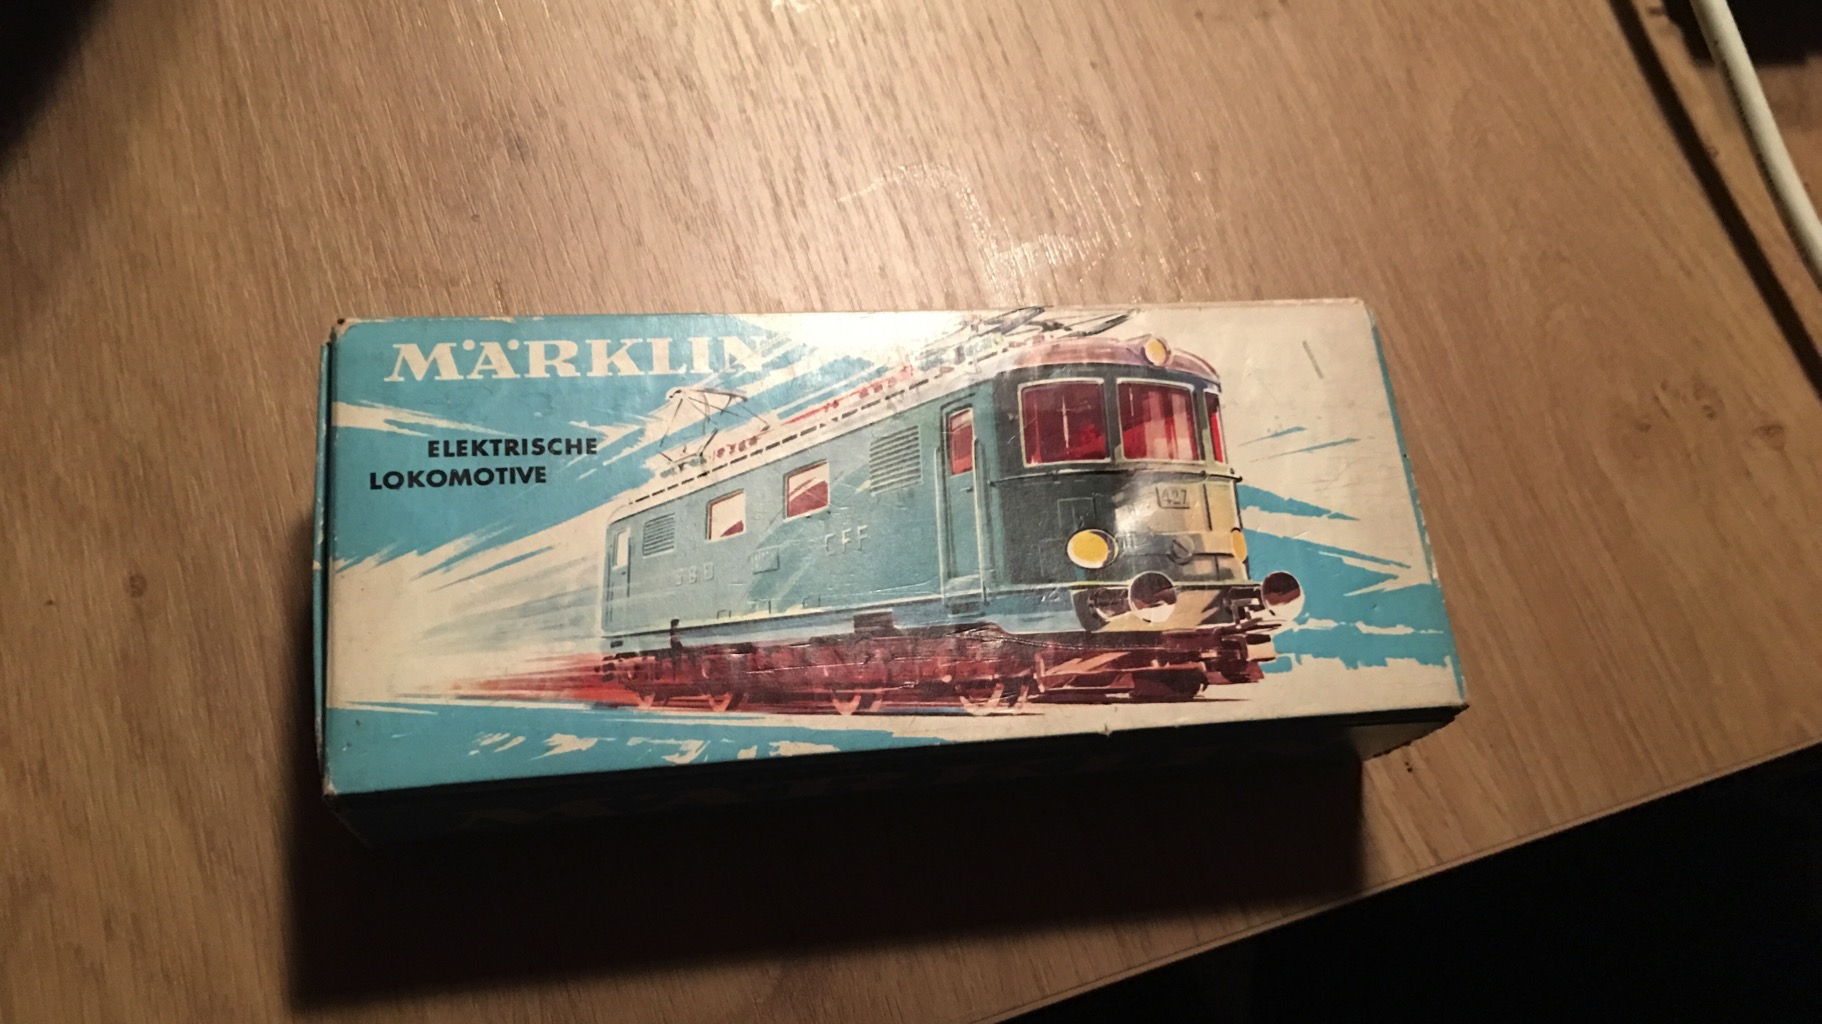 MÄRKLIN
ELEKTRISCHE
LOKOMOTIVE
SBB
CFF
427